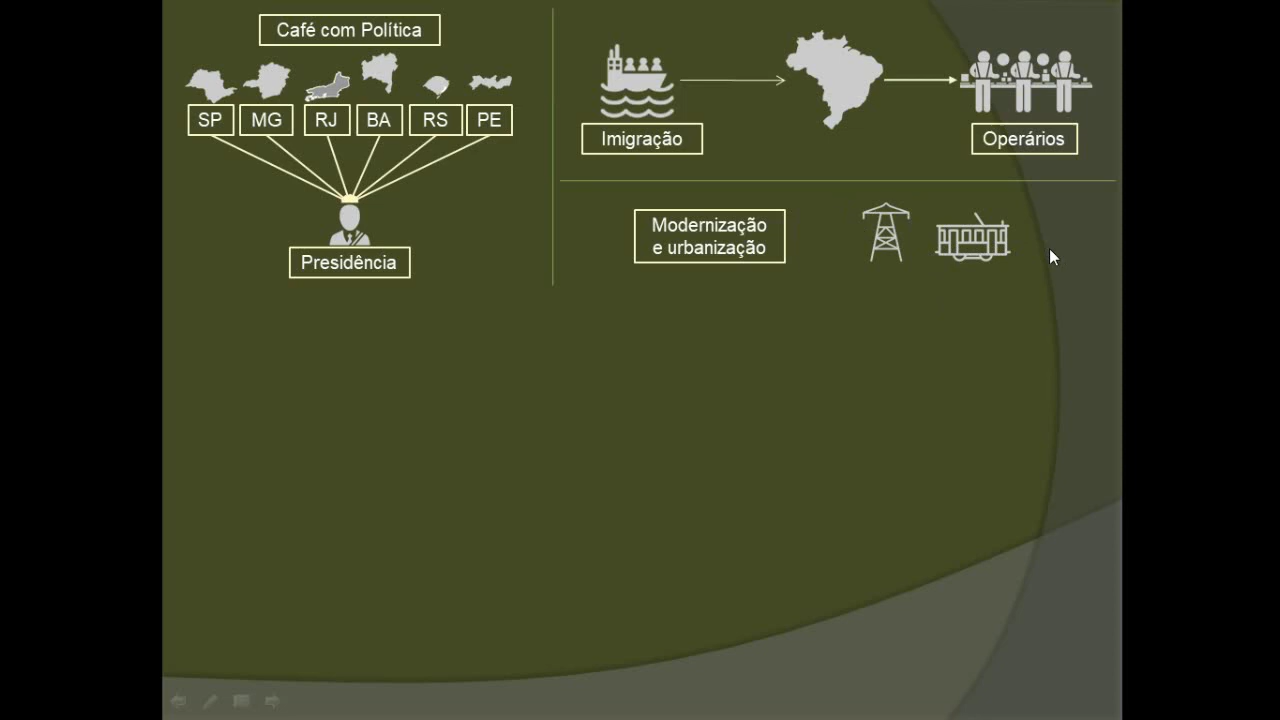 Café com Política
SP MG RJ BA RS PE
Presidência
Imigração
Operários
Modernização
e urbanização